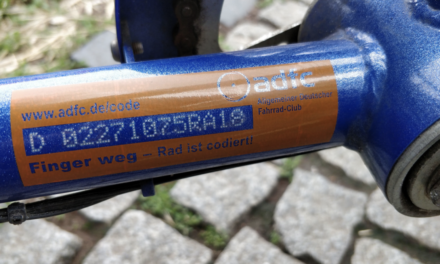 www.adfc.de/code
adfc
Fahrrad-Club
D 02271075RA18
Finger weg – Rad ist codiert!